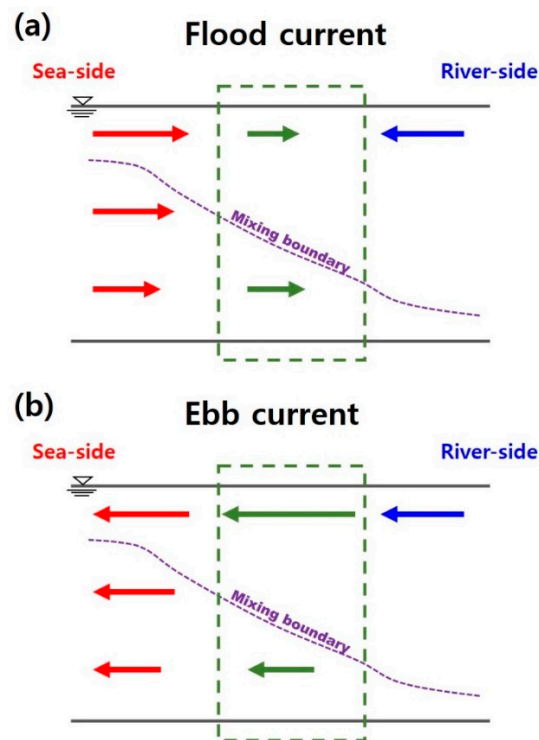 (a)
Flood current
Sea-side
River-side
Mixing boundary
(b)
Ebb current
Sea-side
River-side
Mixing boundary